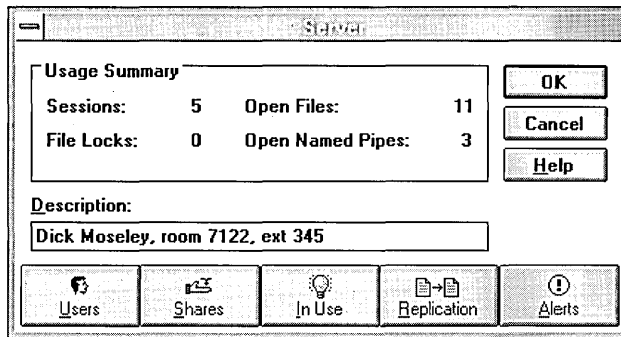 Server
Usage Summary
Sessions: 5 Open Files: 11
File Locks: 0 Open Named Pipes: 3
OK
Cancel
Help
Description:
Dick Moseley, room 7122, ext 345
Users Shares In Use Replication Alerts